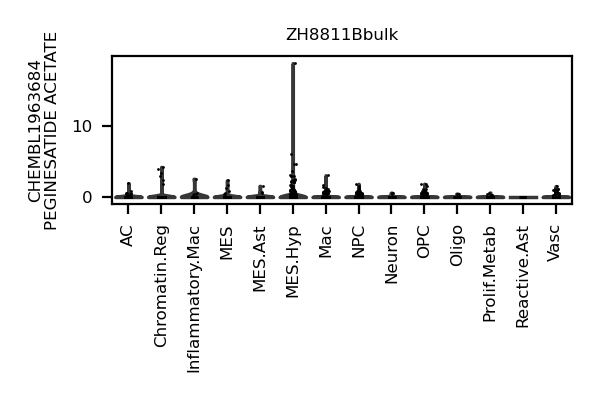 ZH8811Bbulk
CHEMBL1963684
PEGINESATIDE ACETATE
10
0
AC
Chromatin.Reg
Inflammatory.Mac
MES
MES.Ast
MES.Hyp
Mac
NPC
Neuron
OPC
Oligo
Prolif.Metab
Reactive.Ast
Vasc